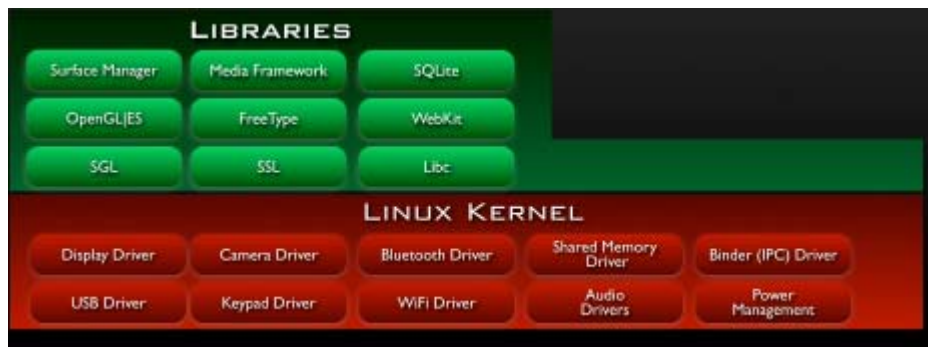 LIBRARIES
Surface Manager
Media Framework
SQLite
OpenGL|ES
FreeType
WebKit
SGL
SSL
Libc
LINUX KERNEL
Display Driver
Camera Driver
Bluetooth Driver
Shared Memory
Driver
Binder (IPC) Driver
USB Driver
Keypad Driver
WiFi Driver
Audio
Drivers
Power
Management